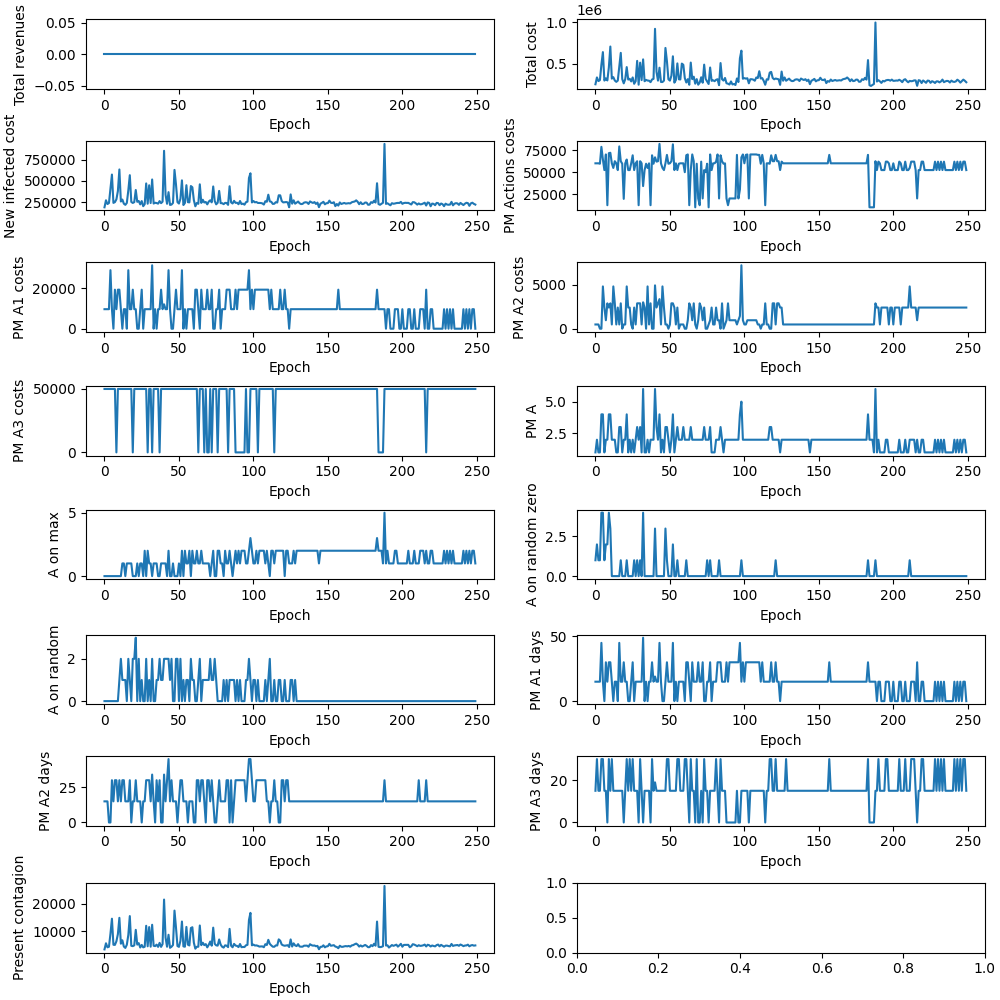 Total revenues
0.05
0.00
−0.05
0 50 100 150 200 250
Epoch
1e6
Total cost
1.0
0.5
0 50 100 150 200 250
Epoch
New infected cost
750000
500000
250000
0 50 100 150 200 250
Epoch
PM Actions costs
75000
50000
25000
0 50 100 150 200 250
Epoch
PM A1 costs
20000
0
0 50 100 150 200 250
Epoch
PM A2 costs
5000
0
0 50 100 150 200 250
Epoch
PM A3 costs
50000
0
0 50 100 150 200 250
Epoch
PM A
5.0
2.5
0 50 100 150 200 250
Epoch
A on max
5
0
0 50 100 150 200 250
Epoch
A on random zero
2.5
0.0
0 50 100 150 200 250
Epoch
A on random
2
0
0 50 100 150 200 250
Epoch
PM A1 days
50
0
0 50 100 150 200 250
Epoch
PM A2 days
25
0
0 50 100 150 200 250
Epoch
PM A3 days
20
0
0 50 100 150 200 250
Epoch
Present contagion
20000
10000
0 50 100 150 200 250
Epoch
1.0
0.5
0.0
0.0 0.2 0.4 0.6 0.8 1.0